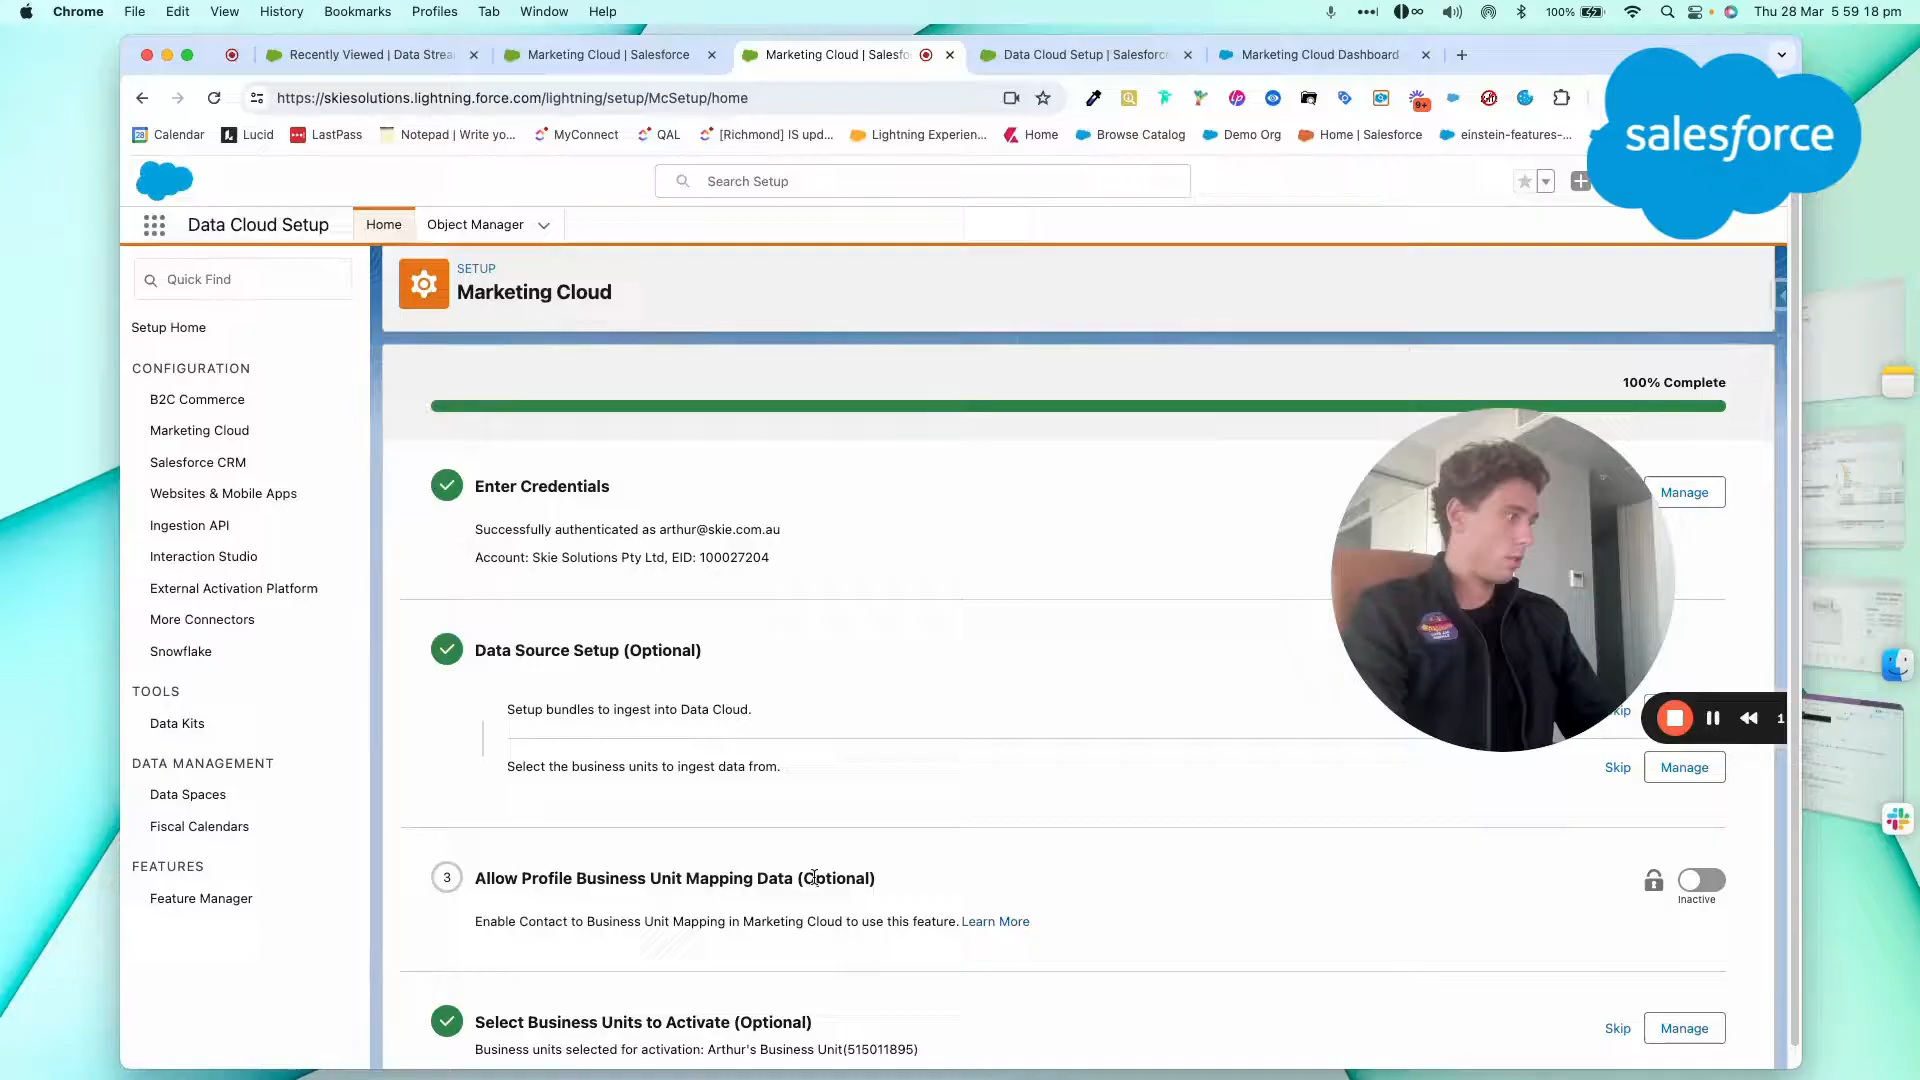 Chrome File Edit View History Bookmarks Profiles Tab Window Help
100% Thu 28 Mar 5 59 18 pm
Recently Viewed | Data Strea
Marketing Cloud | Salesforce
Marketing Cloud | Salesfo
Data Cloud Setup | Salesforce
Marketing Cloud Dashboard
https://skiesolutions.lightning.force.com/lightning/setup/McSetup/home
9+
28 Calendar
Lucid
LastPass
Notepad | Write yo...
MyConnect
QAL
[Richmond] IS upd...
Lightning Experien...
Home
Browse Catalog
Demo Org
Home | Salesforce
einstein-features-...
salesforce
Search Setup
Data Cloud Setup
Home
Object Manager
Quick Find
Setup Home
CONFIGURATION
B2C Commerce
Marketing Cloud
Salesforce CRM
Websites & Mobile Apps
Ingestion API
Interaction Studio
External Activation Platform
More Connectors
Snowflake
TOOLS
Data Kits
DATA MANAGEMENT
Data Spaces
Fiscal Calendars
FEATURES
Feature Manager
SETUP
Marketing Cloud
100% Complete
Enter Credentials
Manage
Successfully authenticated as arthur@skie.com.au
Account: Skie Solutions Pty Ltd, EID: 100027204
Data Source Setup (Optional)
Setup bundles to ingest into Data Cloud.
kip
1
Select the business units to ingest data from.
Skip
Manage
3
Allow Profile Business Unit Mapping Data (Optional)
Inactive
Enable Contact to Business Unit Mapping in Marketing Cloud to use this feature. Learn More
Select Business Units to Activate (Optional)
Skip
Manage
Business units selected for activation: Arthur's Business Unit(515011895)